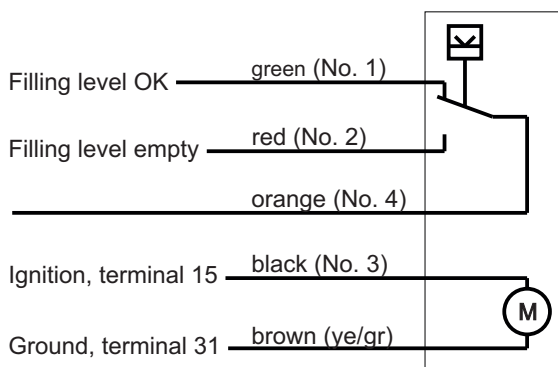 Filling level OK green (No. 1)
Filling level empty red (No. 2)
orange (No. 4)
Ignition, terminal 15 black (No. 3)
M
Ground, terminal 31 brown (ye/gr)